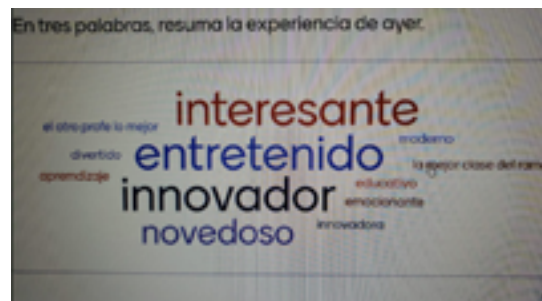 En tres palabras, resuma la experiencia de ayer.
interesante
el otro profe lo mejor
moderno
divertido
entretenido
la mejor clase del ramo
aprendizaje
educativo
innovador
emocionante
novedoso
innovadora